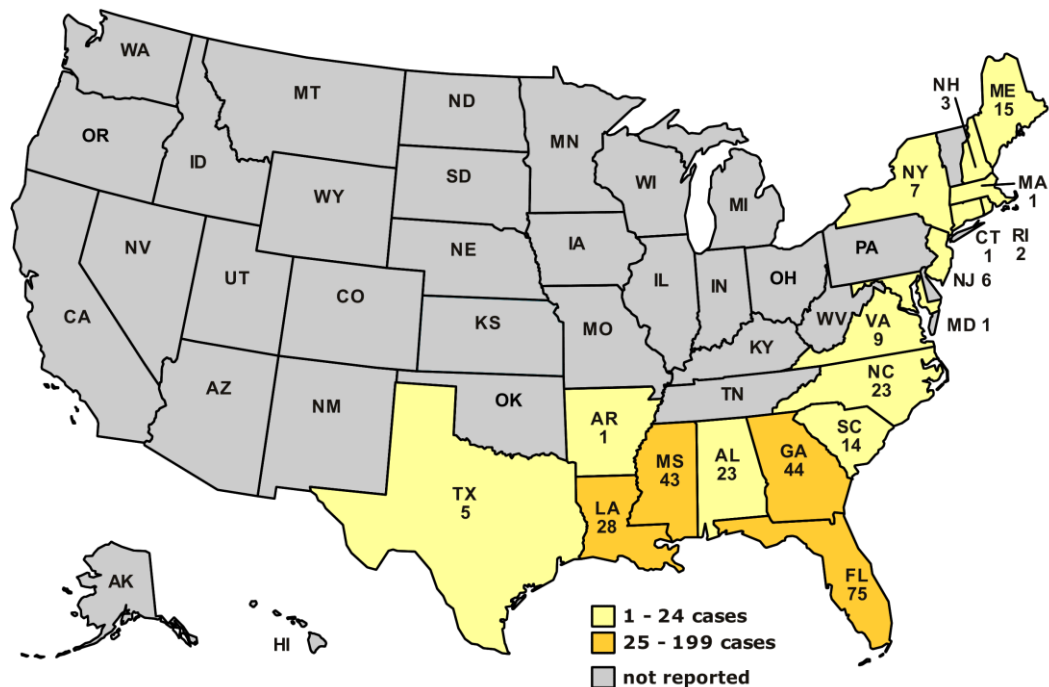 WA
MT
ND
MN
NH
3
ME
15
OR
ID
SD
WI
MI
NY
7
MA
1
WY
CT
1
RI
2
NV
UT
NE
IA
IL
IN
OH
PA
NJ 6
CA
CO
KS
MO
WV
VA
9
MD 1
KY
AZ
NM
OK
AR
1
TN
NC
23
SC
14
TX
5
LA
28
MS
43
AL
23
GA
44
FL
75
AK
HI
1 - 24 cases
25 - 199 cases
not reported